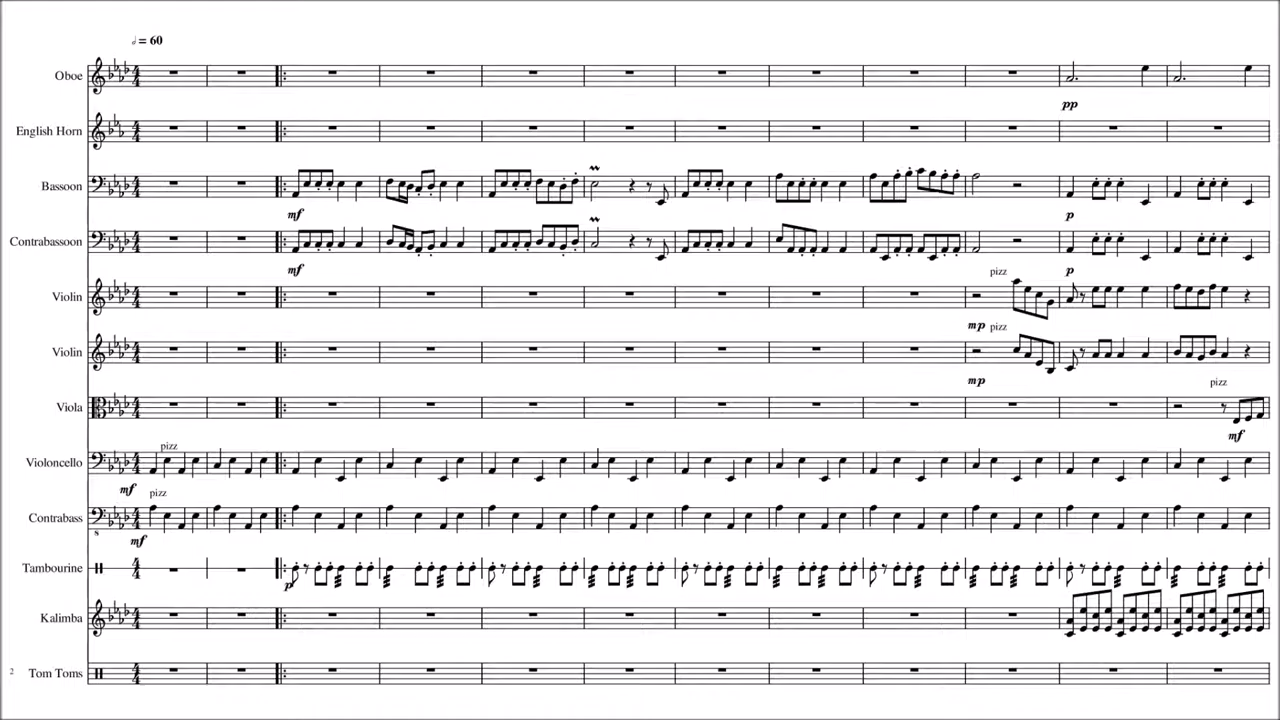 𝅗𝅥 = 60
Oboe
pp
English Horn
Bassoon
mf
p
Contrabassoon
mf
p
pizz
Violin
mp
pizz
Violin
mp
pizz
Viola
mf
pizz
Violoncello
mf
pizz
Contrabass
8
mf
Tambourine
p
Kalimba
2
Tom Toms